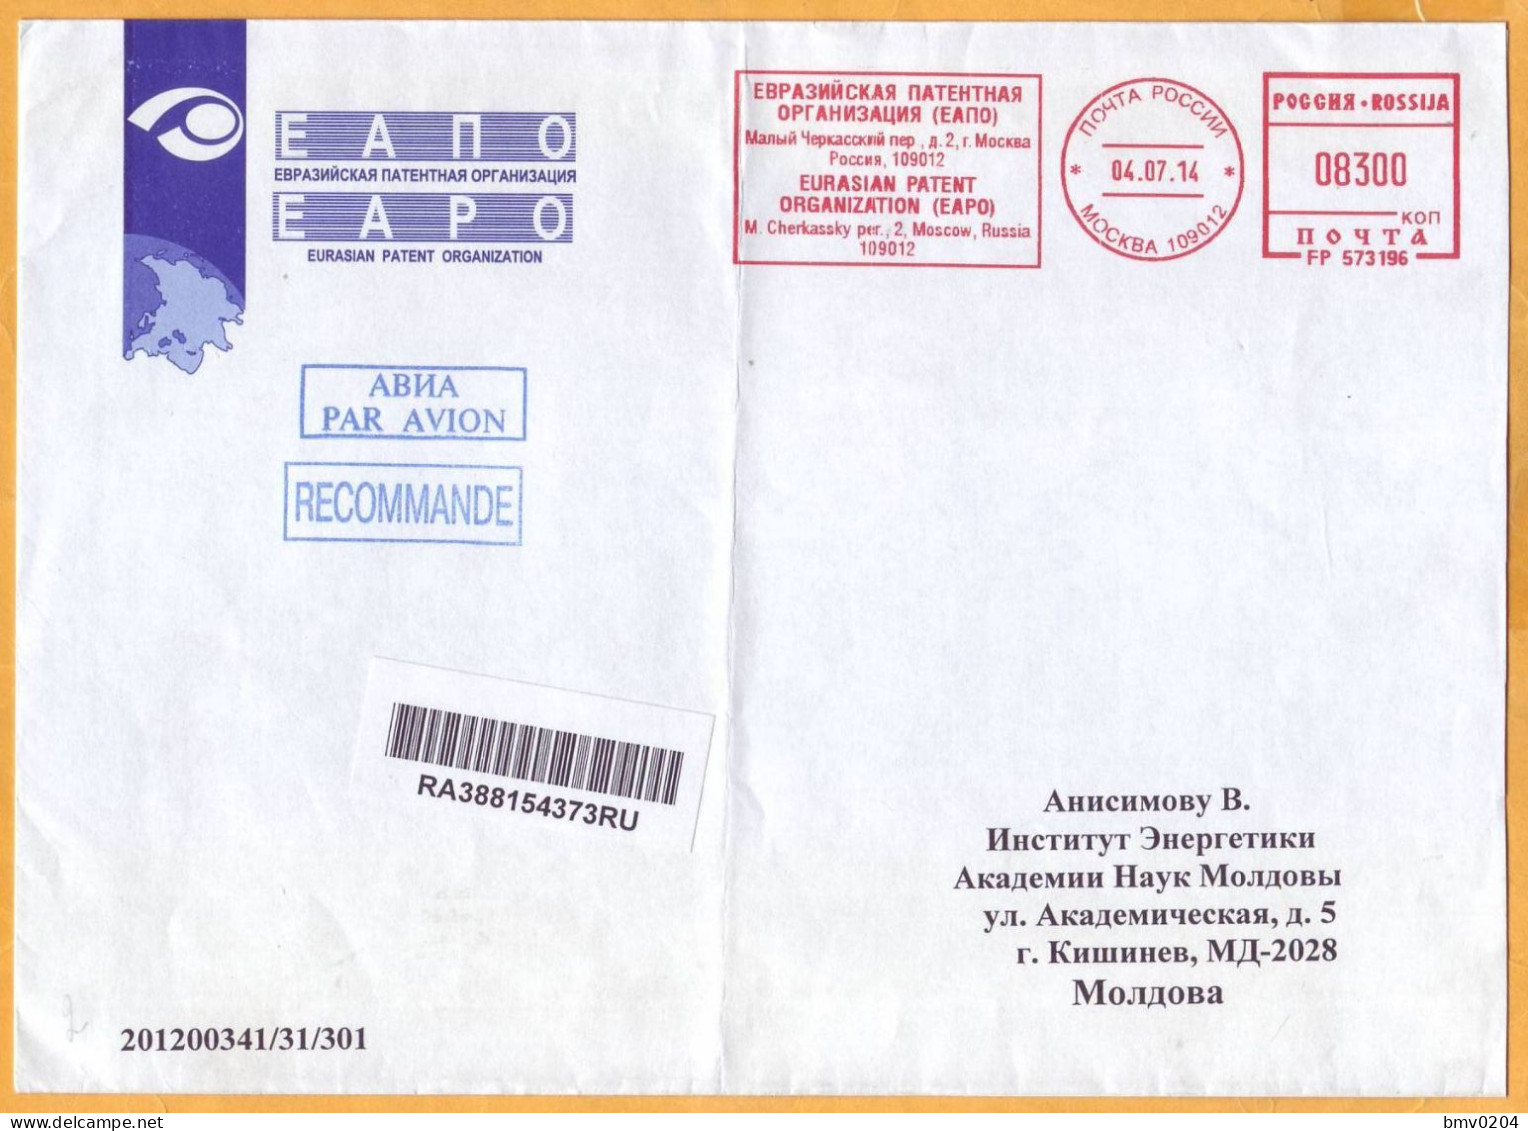 ЕАПО
ЕВРАЗИЙСКАЯ ПАТЕНТНАЯ ОРГАНИЗАЦИЯ
EAPO
EURASIAN PATENT ORGANIZATION
ЕВРАЗИЙСКАЯ ПАТЕНТНАЯ
ОРГАНИЗАЦИЯ (ЕАПО)
Малый Черкасский пер., д. 2, г. Москва
Россия, 109012
EURASIAN PATENT
ORGANIZATION (EAPO)
M. Cherkassky per., 2, Moscow, Russia
109012
ПОЧТА РОССИИ
* 04.07.14 *
МОСКВА 109012
РОССИЯ • ROSSIJA
08300
КОП
ПОЧТА
FP 573196
АВИА
PAR AVION
RECOMMANDE
RA388154373RU
Анисимову В.
Институт Энергетики
Академии Наук Молдовы
ул. Академическая, д. 5
г. Кишинев, МД-2028
Молдова
2
201200341/31/301
bmv0204